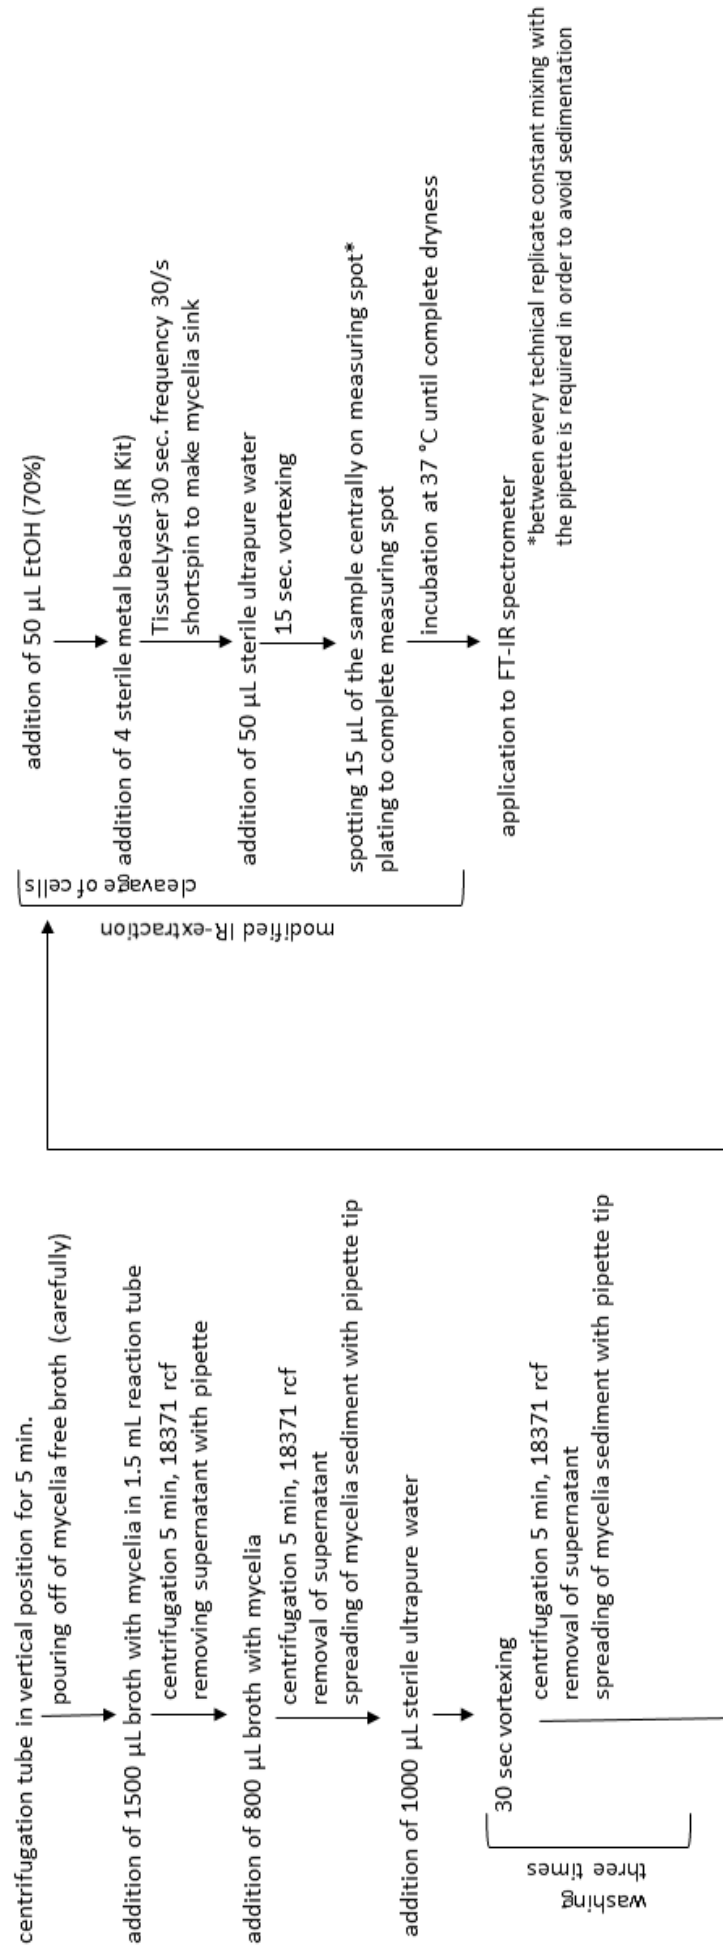 centrifugation tube in vertical position for 5 min.
pouring off of mycelia free broth (carefully)
addition of 1500 µL broth with mycelia in 1.5 mL reaction tube
centrifugation 5 min, 18371 rcf
removing supernatant with pipette
addition of 800 µL broth with mycelia
centrifugation 5 min, 18371 rcf
removal of supernatant
spreading of mycelia sediment with pipette tip
addition of 1000 µL sterile ultrapure water
washing
three times
30 sec vortexing
centrifugation 5 min, 18371 rcf
removal of supernatant
spreading of mycelia sediment with pipette tip
modified IR-extraction
cleavage of cells
addition of 50 µL EtOH (70%)
addition of 4 sterile metal beads (IR Kit)
TissueLyser 30 sec. frequency 30/s
shortspin to make mycelia sink
addition of 50 µL sterile ultrapure water
15 sec. vortexing
spotting 15 µL of the sample centrally on measuring spot*
plating to complete measuring spot
incubation at 37 °C until complete dryness
application to FT-IR spectrometer
*between every technical replicate constant mixing with
the pipette is required in order to avoid sedimentation